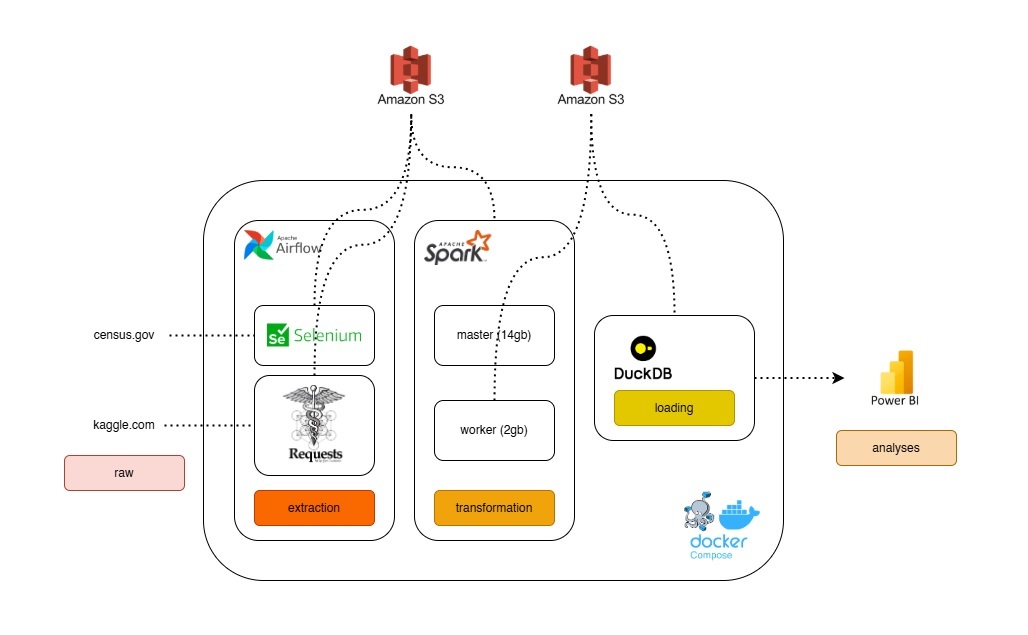 Amazon S3
Amazon S3
Apache
Airflow
APACHE
Spark
census.gov
Se
Selenium
master (14gb)
DuckDB
kaggle.com
Requests
worker (2gb)
loading
Power BI
raw
analyses
extraction
transformation
docker
Compose